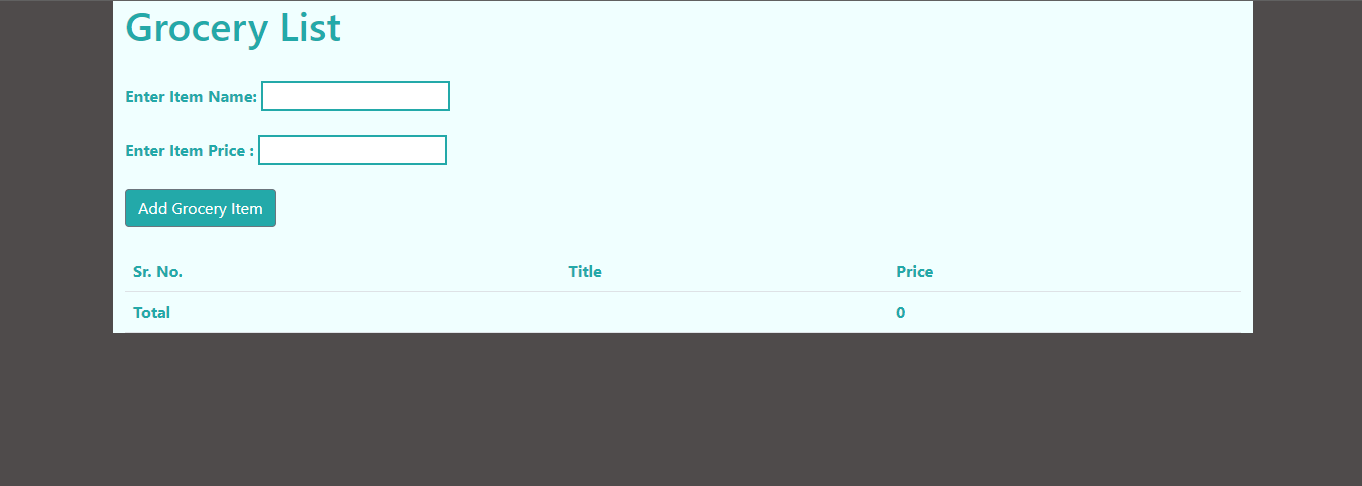 Grocery List
Enter Item Name:
Enter Item Price :
Add Grocery Item
Sr. No. Title Price
Total 0